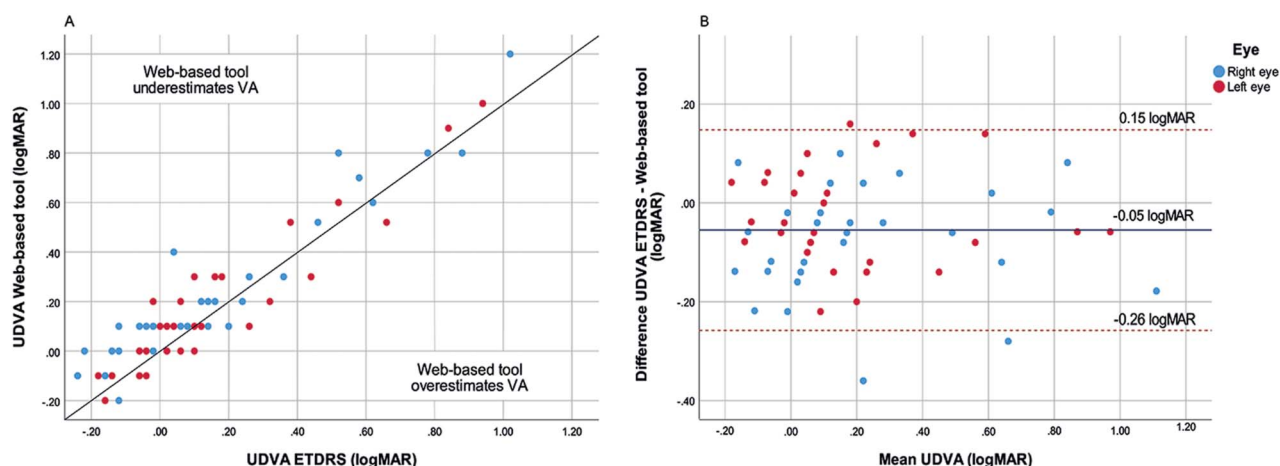 A
UDVA Web-based tool (logMAR)
1.20
1.00
.80
.60
.40
.20
.00
-.20
Web-based tool
underestimates VA
Web-based tool
overestimates VA
-.20 .00 .20 .40 .60 .80 1.00 1.20
UDVA ETDRS (logMAR)
B
Difference UDVA ETDRS - Web-based tool
(logMAR)
.20
.00
-.20
-.40
0.15 logMAR
-0.05 logMAR
-0.26 logMAR
-.20 .00 .20 .40 .60 .80 1.00 1.20
Mean UDVA (logMAR)
Eye
Right eye
Left eye